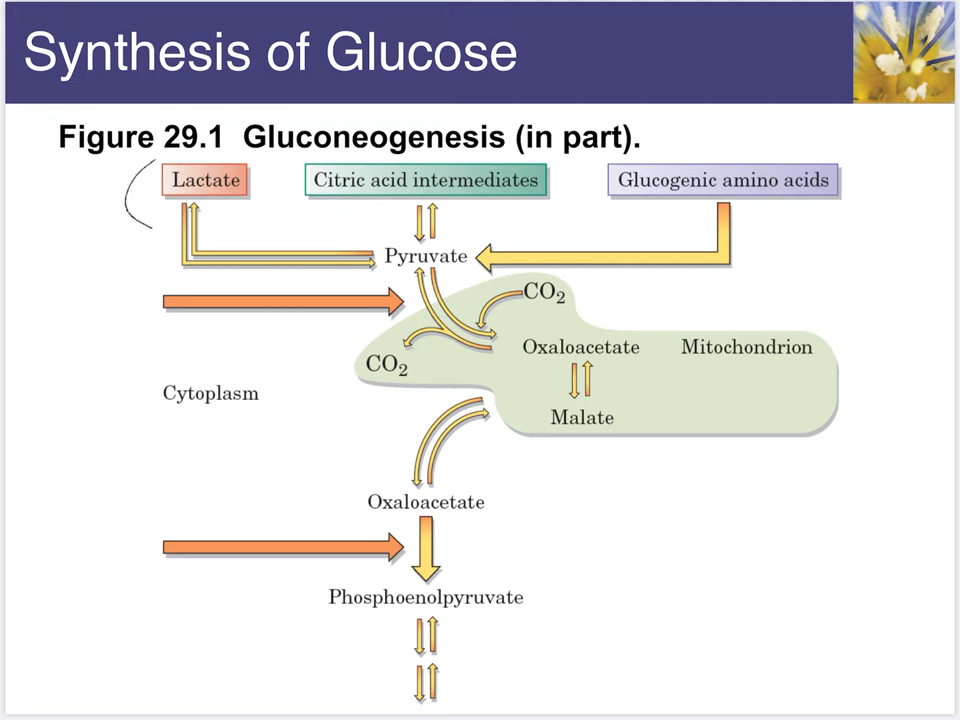 Synthesis of Glucose
Figure 29.1 Gluconeogenesis (in part).
Lactate
Citric acid intermediates
Glucogenic amino acids
Pyruvate
CO₂
Oxaloacetate
Mitochondrion
CO₂
Cytoplasm
Malate
Oxaloacetate
Phosphoenolpyruvate